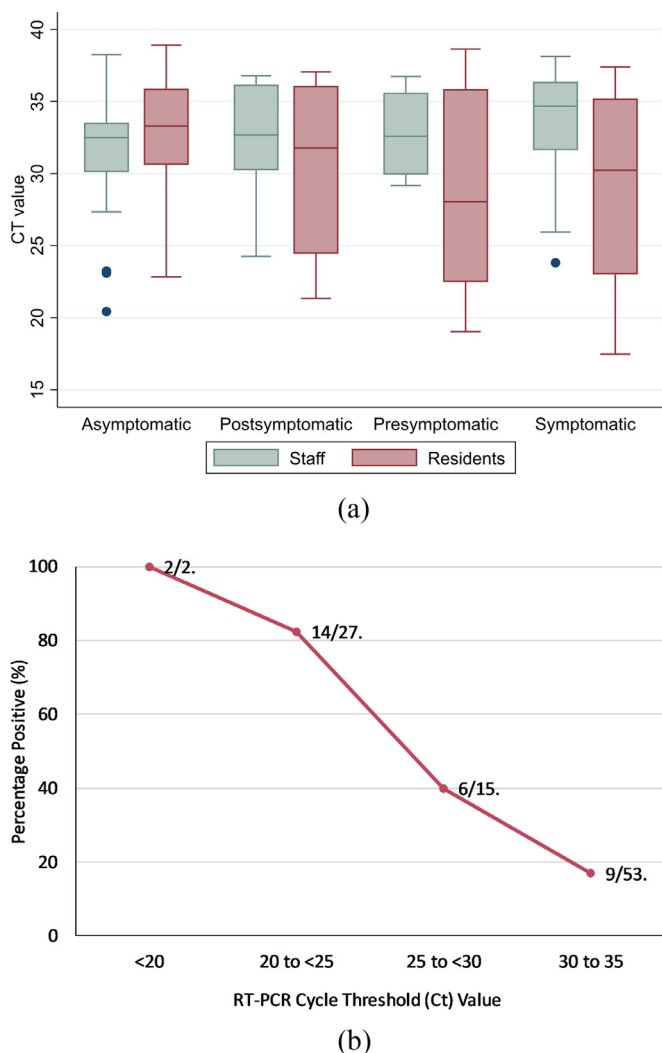 40
35
30
25
20
15
CT value
Asymptomatic Postsymptomatic Presymptomatic Symptomatic
Staff Residents
(a)
100
80
60
40
20
0
Percentage Positive (%)
2/2.
14/27.
6/15.
9/53.
<20 20 to <25 25 to <30 30 to 35
RT-PCR Cycle Threshold (Ct) Value
(b)